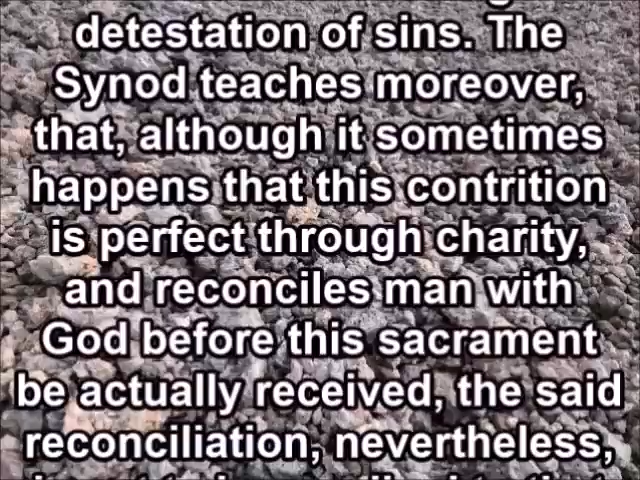 detestation of sins. The
Synod teaches moreover,
that, although it sometimes
happens that this contrition
is perfect through charity,
and reconciles man with
God before this sacrament
be actually received, the said
reconciliation, nevertheless,